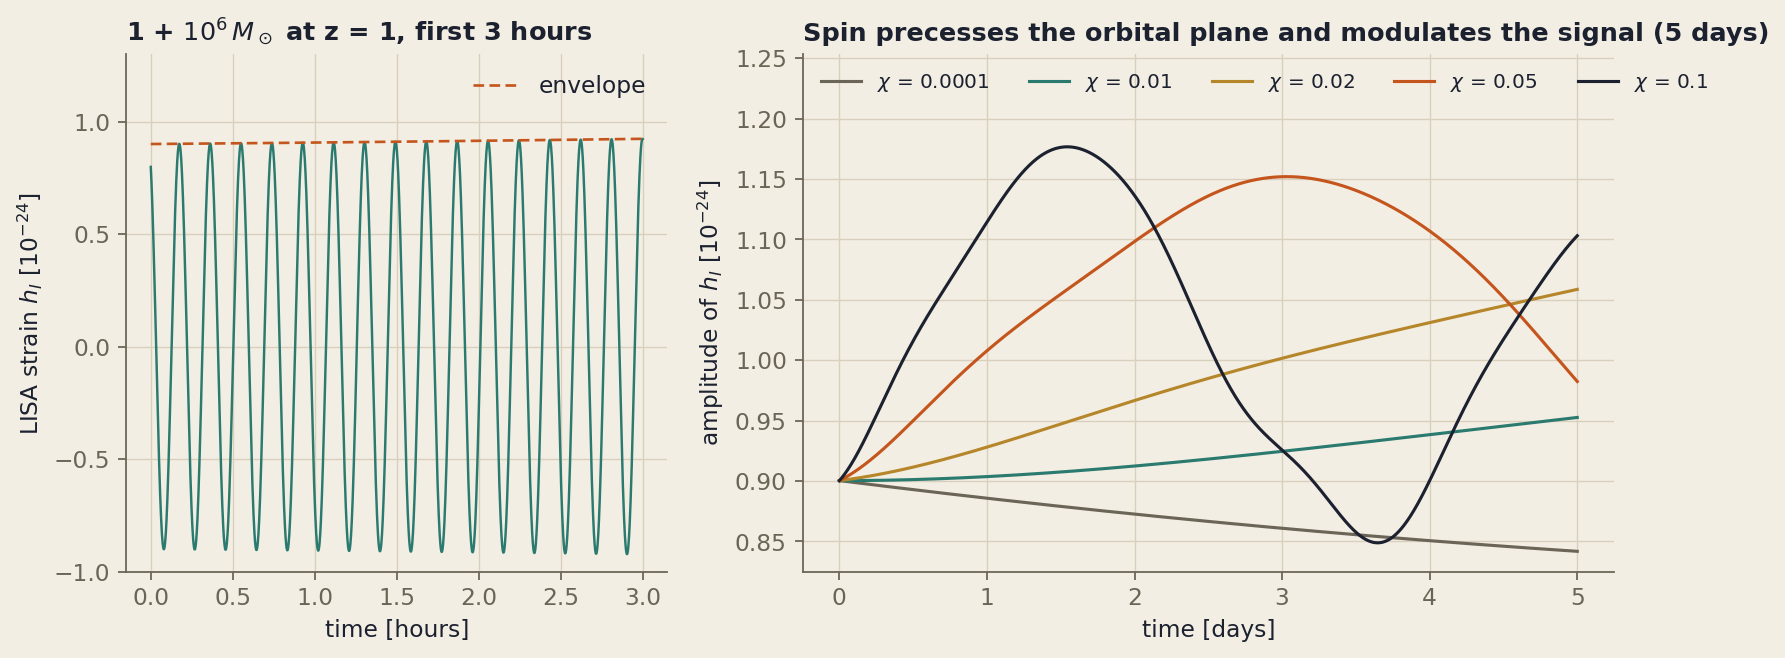 1 + 10⁶ M⊙ at z = 1, first 3 hours
envelope
LISA strain h_I [10⁻²⁴]
1.0
0.5
0.0
−0.5
−1.0
0.0 0.5 1.0 1.5 2.0 2.5 3.0
time [hours]
Spin precesses the orbital plane and modulates the signal (5 days)
χ = 0.0001 χ = 0.01 χ = 0.02 χ = 0.05 χ = 0.1
amplitude of h_I [10⁻²⁴]
1.25
1.20
1.15
1.10
1.05
1.00
0.95
0.90
0.85
0 1 2 3 4 5
time [days]